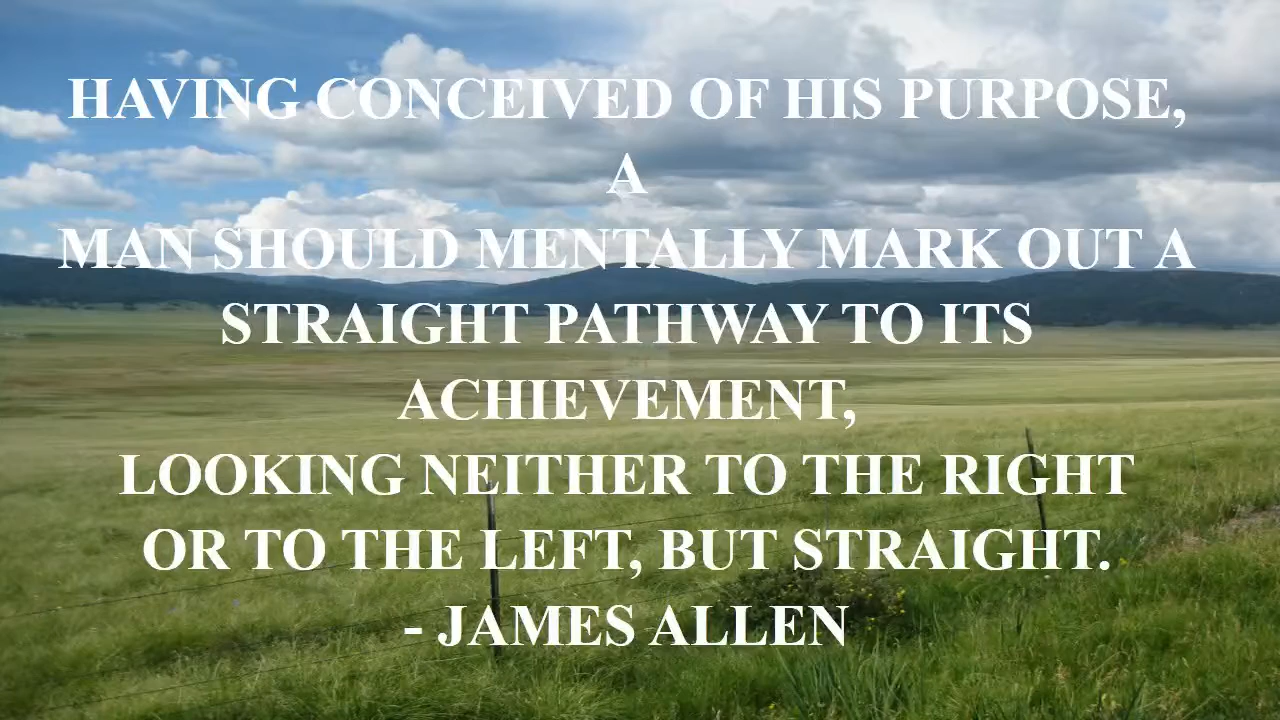 HAVING CONCEIVED OF HIS PURPOSE,
A
MAN SHOULD MENTALLY MARK OUT A
STRAIGHT PATHWAY TO ITS
ACHIEVEMENT,
LOOKING NEITHER TO THE RIGHT
OR TO THE LEFT, BUT STRAIGHT.
- JAMES ALLEN